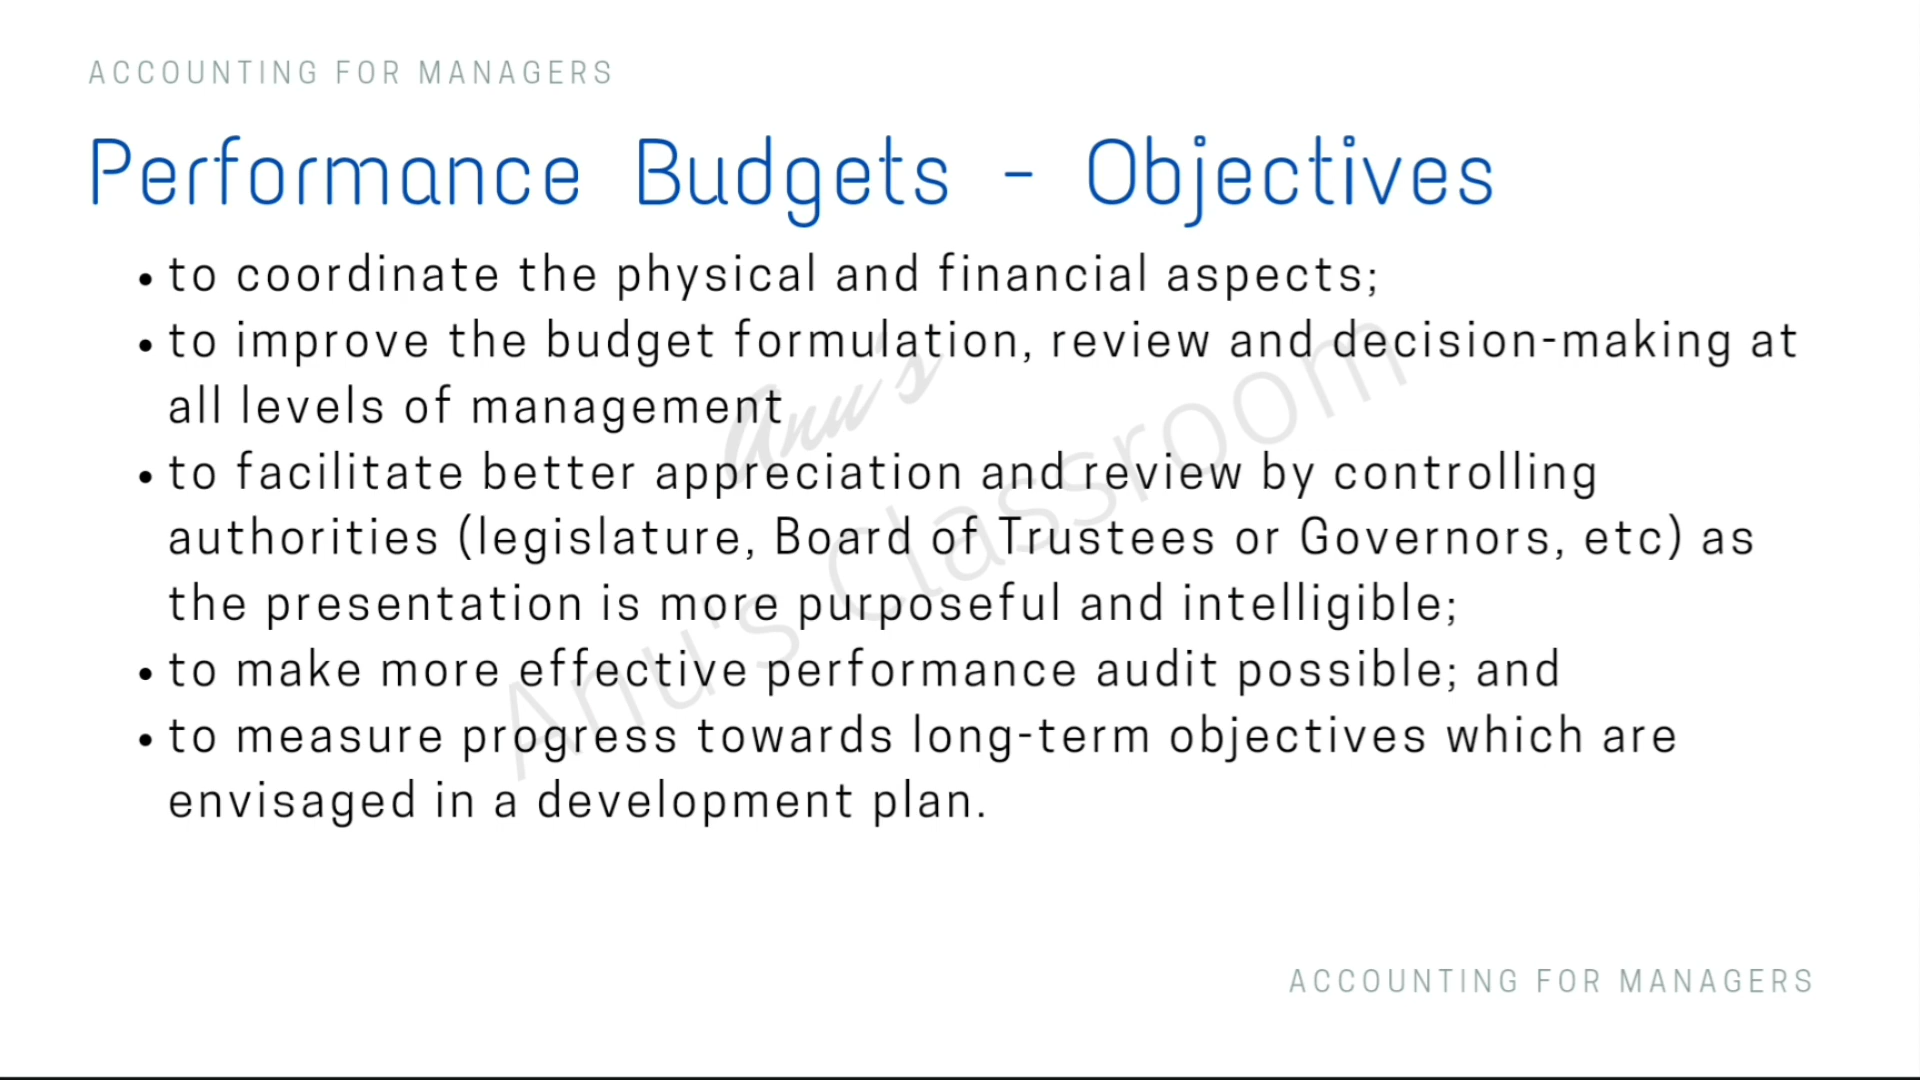 ACCOUNTING FOR MANAGERS
Performance Budgets - Objectives
• to coordinate the physical and financial aspects;
• to improve the budget formulation, review and decision-making at
all levels of management
• to facilitate better appreciation and review by controlling
authorities (legislature, Board of Trustees or Governors, etc) as
the presentation is more purposeful and intelligible;
• to make more effective performance audit possible; and
• to measure progress towards long-term objectives which are
envisaged in a development plan.
Anu's
Anu's Classroom
ACCOUNTING FOR MANAGERS